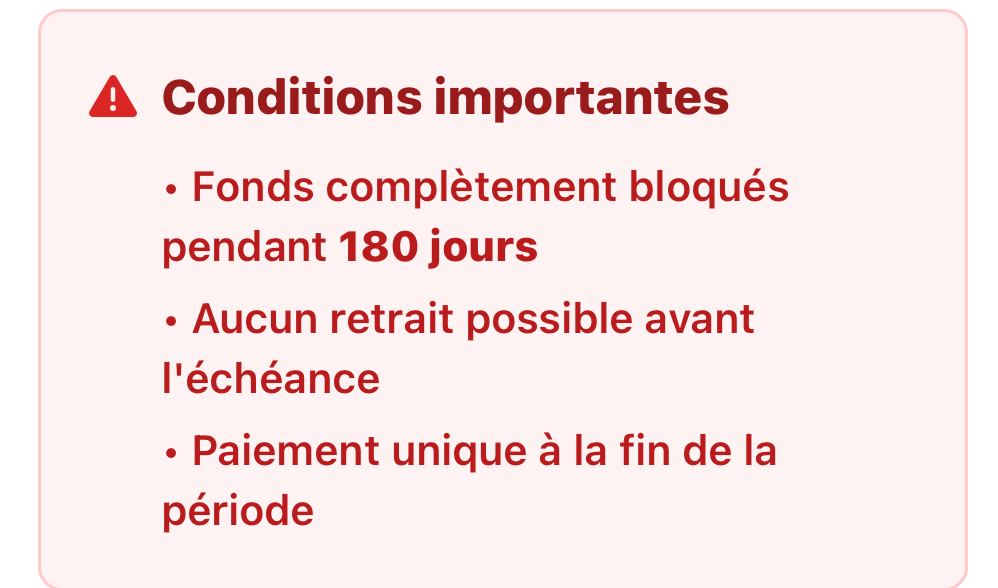 Conditions importantes
• Fonds complètement bloqués
pendant 180 jours
• Aucun retrait possible avant
l'échéance
• Paiement unique à la fin de la
période